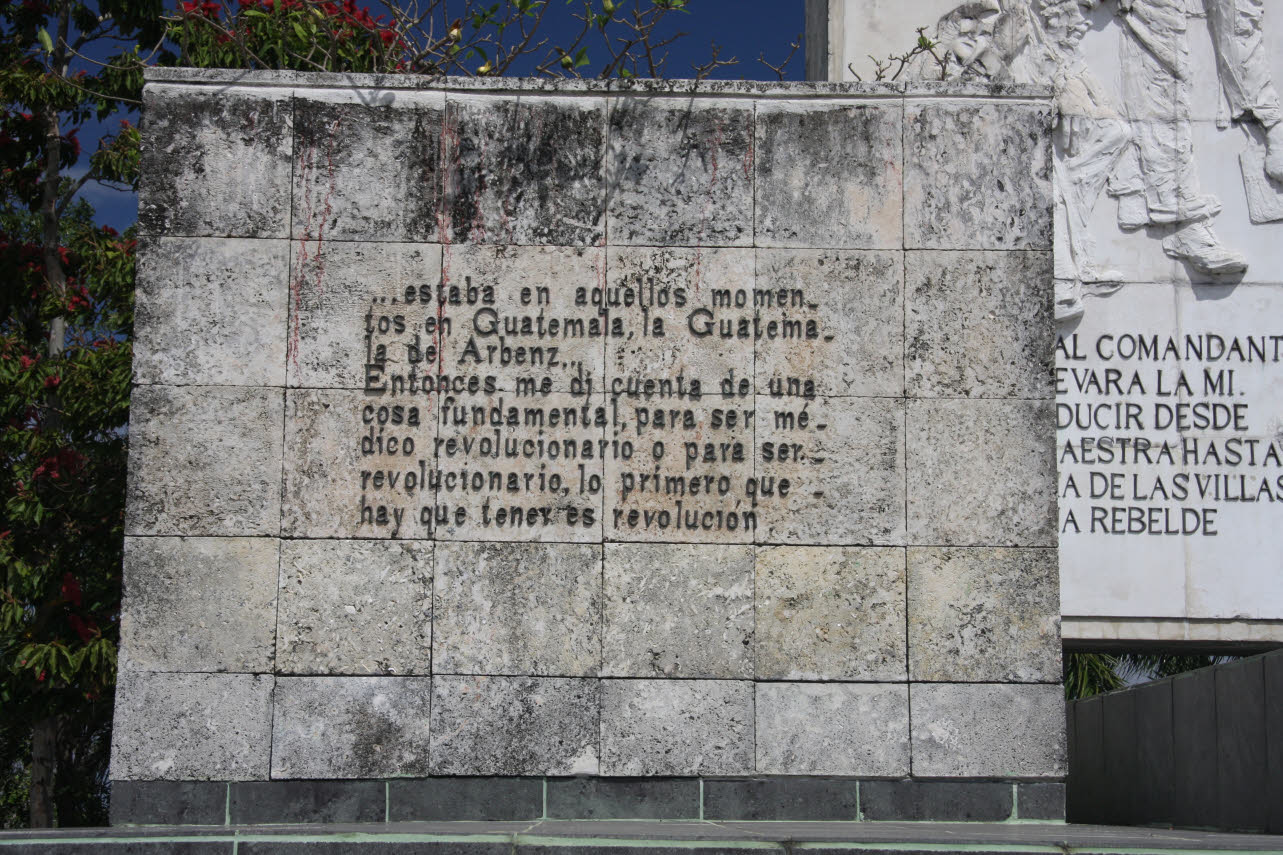 ...estaba en aquellos momen-
tos en Guatemala, la Guatema-
la de Arbenz...
Entonces me di cuenta de una
cosa fundamental, para ser mé-
dico revolucionario o para ser-
revolucionario, lo primero que -
hay que tener es revolución
AL COMANDANT
EVARA LA MI.
DUCIR DESDE
AESTRA HASTA
A DE LAS VILLAS
A REBELDE